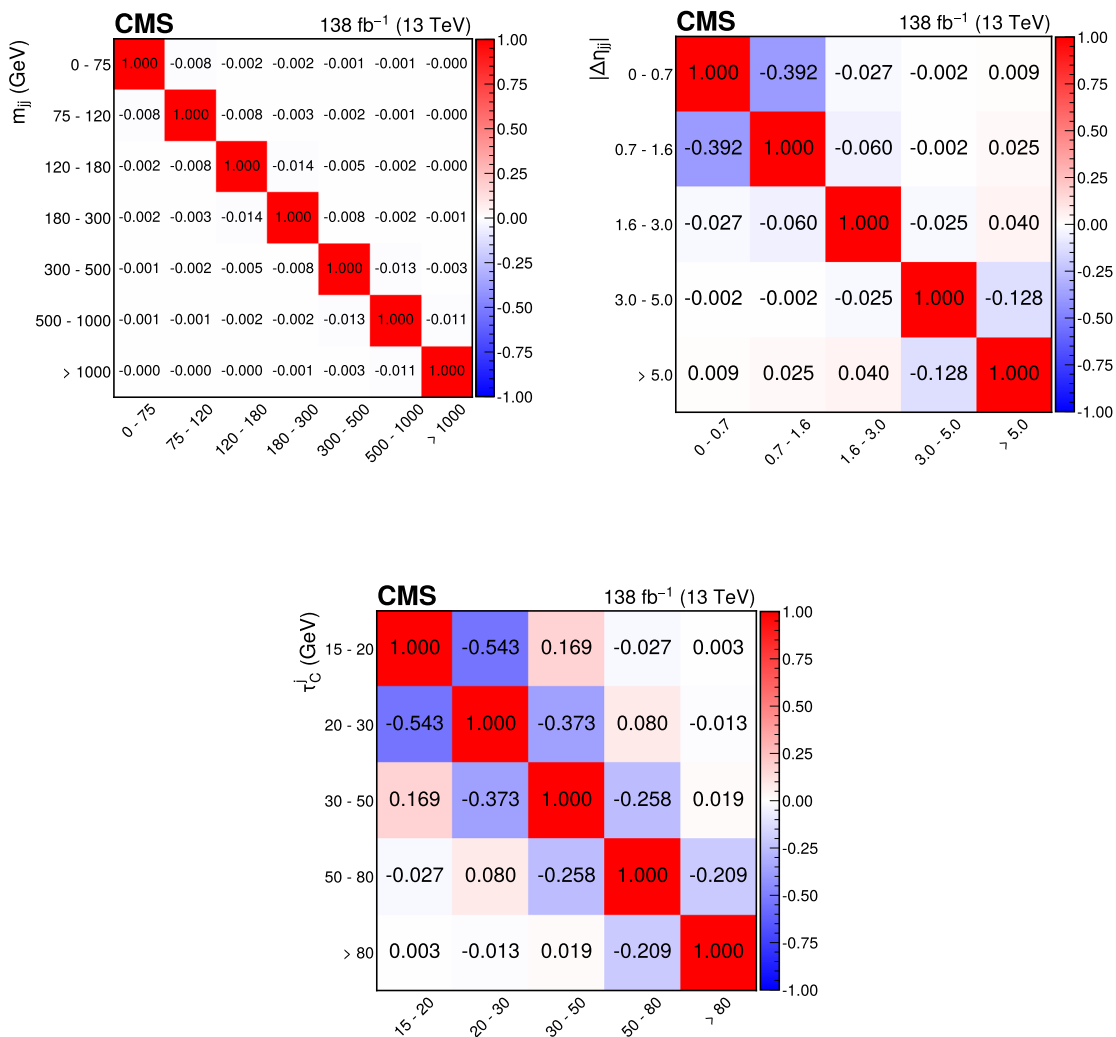 CMS 138 fb⁻¹ (13 TeV)
m_jj (GeV)
0 - 75 1.000 -0.008 -0.002 -0.002 -0.001 -0.001 -0.000
75 - 120 -0.008 1.000 -0.008 -0.003 -0.002 -0.001 -0.000
120 - 180 -0.002 -0.008 1.000 -0.014 -0.005 -0.002 -0.000
180 - 300 -0.002 -0.003 -0.014 1.000 -0.008 -0.002 -0.001
300 - 500 -0.001 -0.002 -0.005 -0.008 1.000 -0.013 -0.003
500 - 1000 -0.001 -0.001 -0.002 -0.002 -0.013 1.000 -0.011
> 1000 -0.000 -0.000 -0.000 -0.001 -0.003 -0.011 1.000
0 - 75 75 - 120 120 - 180 180 - 300 300 - 500 500 - 1000 > 1000
1.00
0.75
0.50
0.25
0.00
-0.25
-0.50
-0.75
-1.00
CMS 138 fb⁻¹ (13 TeV)
|Δη_jj|
0 - 0.7 1.000 -0.392 -0.027 -0.002 0.009
0.7 - 1.6 -0.392 1.000 -0.060 -0.002 0.025
1.6 - 3.0 -0.027 -0.060 1.000 -0.025 0.040
3.0 - 5.0 -0.002 -0.002 -0.025 1.000 -0.128
> 5.0 0.009 0.025 0.040 -0.128 1.000
0 - 0.7 0.7 - 1.6 1.6 - 3.0 3.0 - 5.0 > 5.0
1.00
0.75
0.50
0.25
0.00
-0.25
-0.50
-0.75
-1.00
CMS 138 fb⁻¹ (13 TeV)
τ_C^j (GeV)
15 - 20 1.000 -0.543 0.169 -0.027 0.003
20 - 30 -0.543 1.000 -0.373 0.080 -0.013
30 - 50 0.169 -0.373 1.000 -0.258 0.019
50 - 80 -0.027 0.080 -0.258 1.000 -0.209
> 80 0.003 -0.013 0.019 -0.209 1.000
15 - 20 20 - 30 30 - 50 50 - 80 > 80
1.00
0.75
0.50
0.25
0.00
-0.25
-0.50
-0.75
-1.00